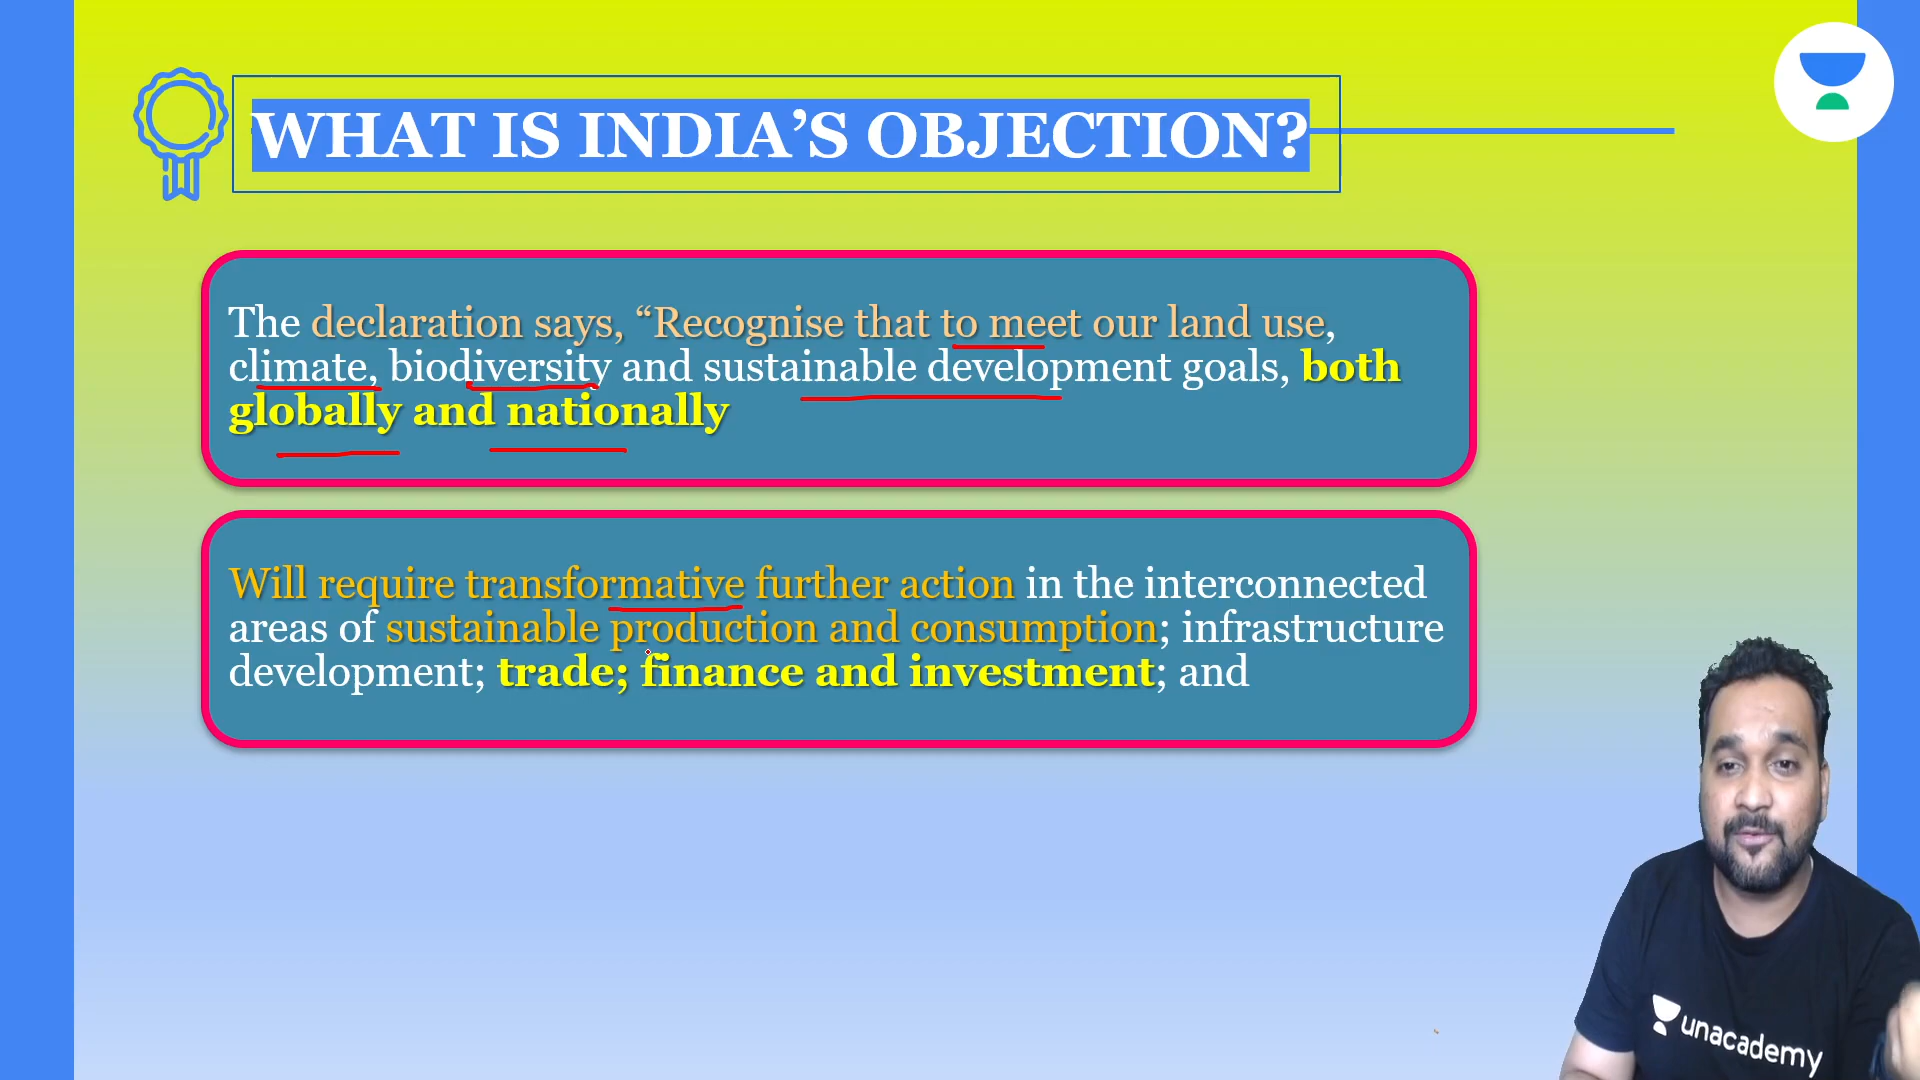 WHAT IS INDIA’S OBJECTION?
The declaration says, “Recognise that to meet our land use,
climate, biodiversity and sustainable development goals, both
globally and nationally
Will require transformative further action in the interconnected
areas of sustainable production and consumption; infrastructure
development; trade; finance and investment; and
unacademy